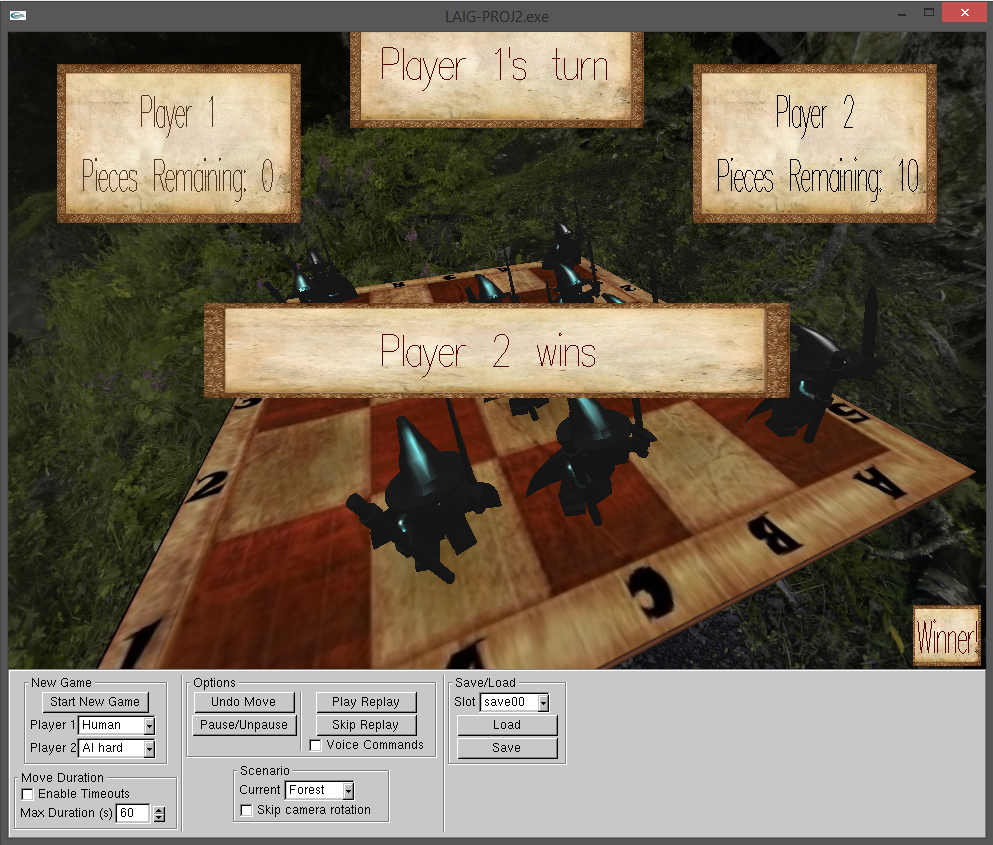 LAIG-PROJ2.exe
Player 1's turn
Player 1
Pieces Remaining: 0
Player 2
Pieces Remaining: 10
Player 2 wins
3
2
1
A
B
C
Winner!
New Game
Start New Game
Player 1 Human
Player 2 AI hard
Move Duration
Enable Timeouts
Max Duration (s) 60
Options
Undo Move
Play Replay
Pause/Unpause
Skip Replay
Voice Commands
Scenario
Current Forest
Skip camera rotation
Save/Load
Slot save00
Load
Save